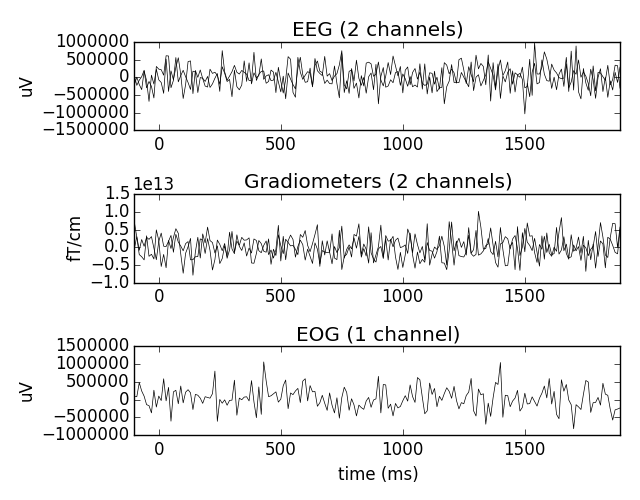 EEG (2 channels)
1000000
500000
0
−500000
−1000000
−1500000
uV
0 500 1000 1500
1e13 Gradiometers (2 channels)
1.5
1.0
0.5
0.0
−0.5
−1.0
fT/cm
0 500 1000 1500
EOG (1 channel)
1500000
1000000
500000
0
−500000
−1000000
uV
0 500 1000 1500
time (ms)